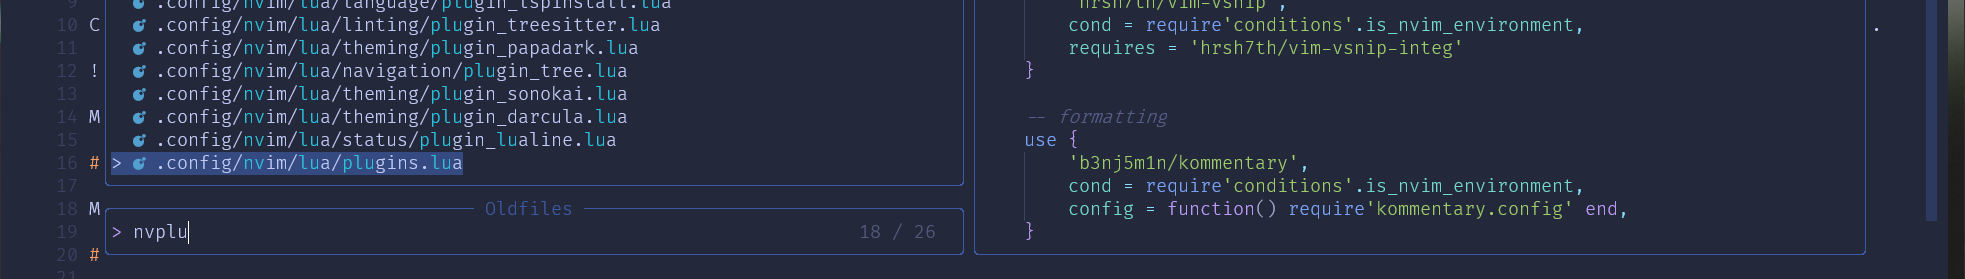 9 .config/nvim/lua/language/plugin_lspinstall.lua
10 C .config/nvim/lua/linting/plugin_treesitter.lua
11 .config/nvim/lua/theming/plugin_papadark.lua
12 ! .config/nvim/lua/navigation/plugin_tree.lua
13 .config/nvim/lua/theming/plugin_sonokai.lua
14 M .config/nvim/lua/theming/plugin_darcula.lua
15 .config/nvim/lua/status/plugin_lualine.lua
16 # > .config/nvim/lua/plugins.lua
17
18 M Oldfiles
19 > nvplu 18 / 26
20 #
21
'hrsh7th/vim-vsnip',
cond = require'conditions'.is_nvim_environment,
requires = 'hrsh7th/vim-vsnip-integ'
}
-- formatting
use {
'b3nj5m1n/kommentary',
cond = require'conditions'.is_nvim_environment,
config = function() require'kommentary.config' end,
}
.